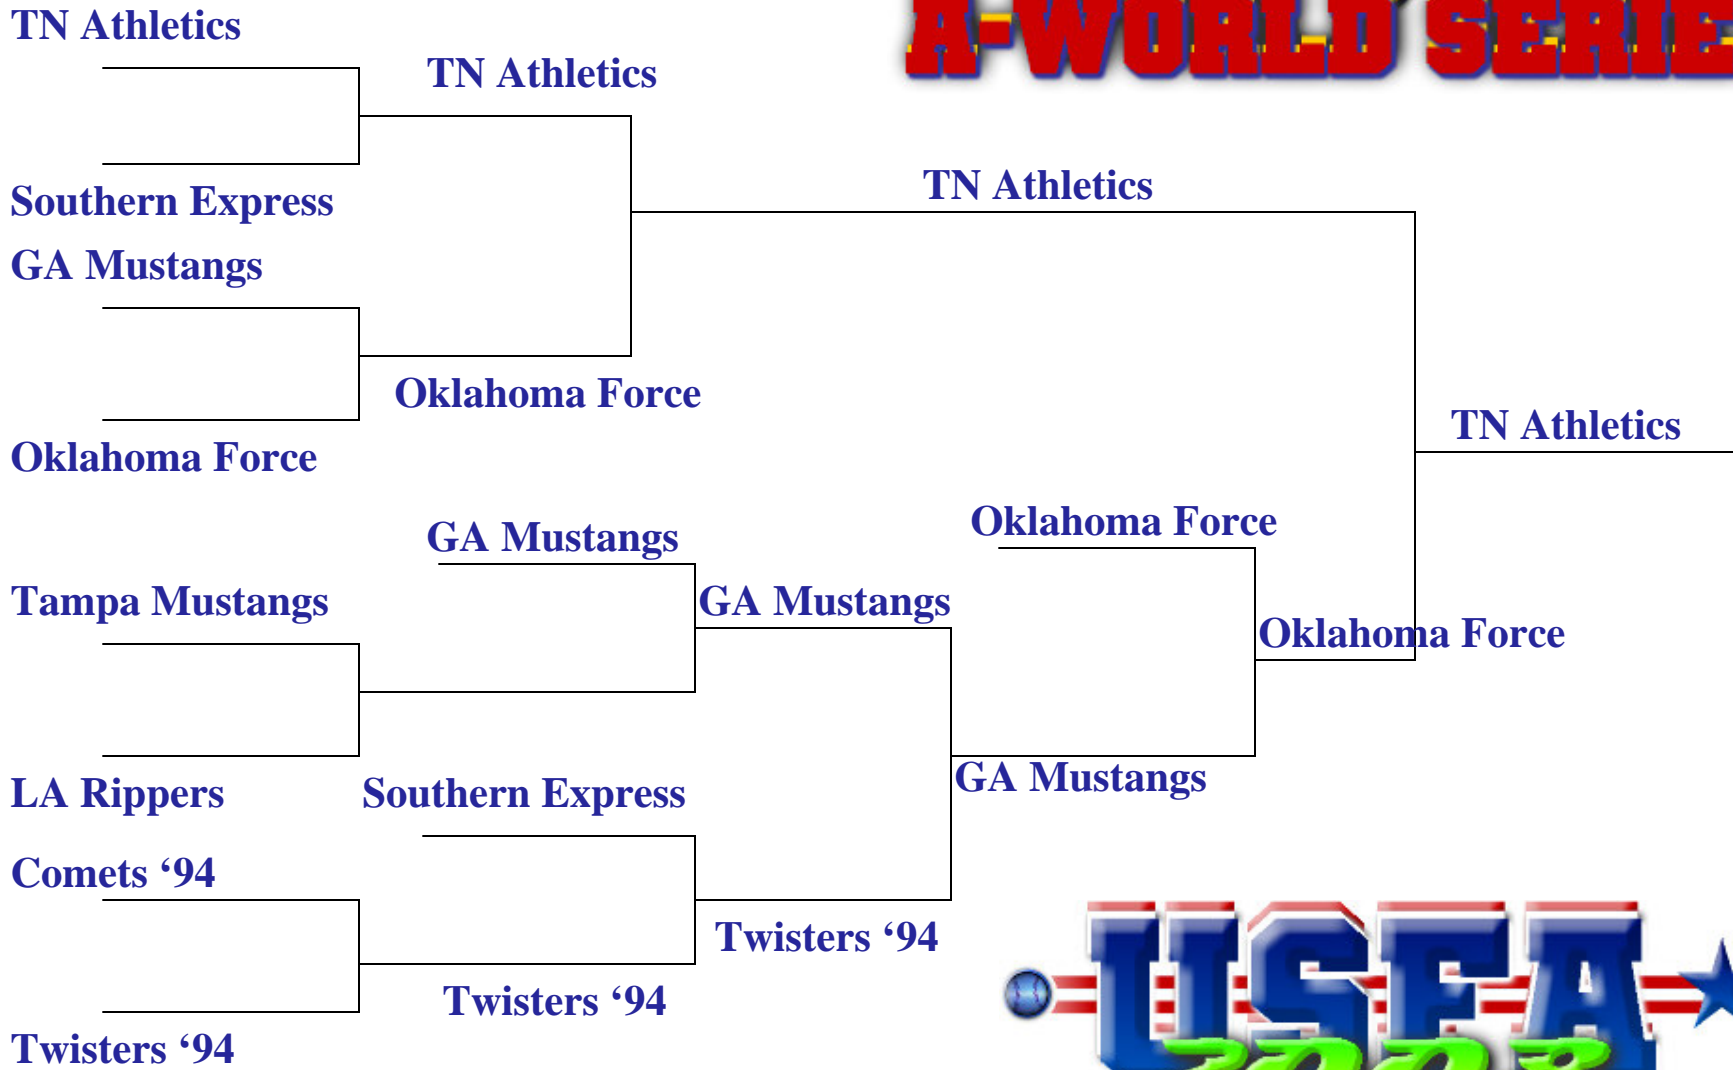 TN Athletics
A-WORLD SERIE
TN Athletics
TN Athletics
Southern Express
GA Mustangs
Oklahoma Force
TN Athletics
Oklahoma Force
Oklahoma Force
GA Mustangs
Tampa Mustangs
GA Mustangs
Oklahoma Force
LA Rippers
Southern Express
GA Mustangs
Comets ‘94
Twisters ‘94
Twisters ‘94
Twisters ‘94
USFA